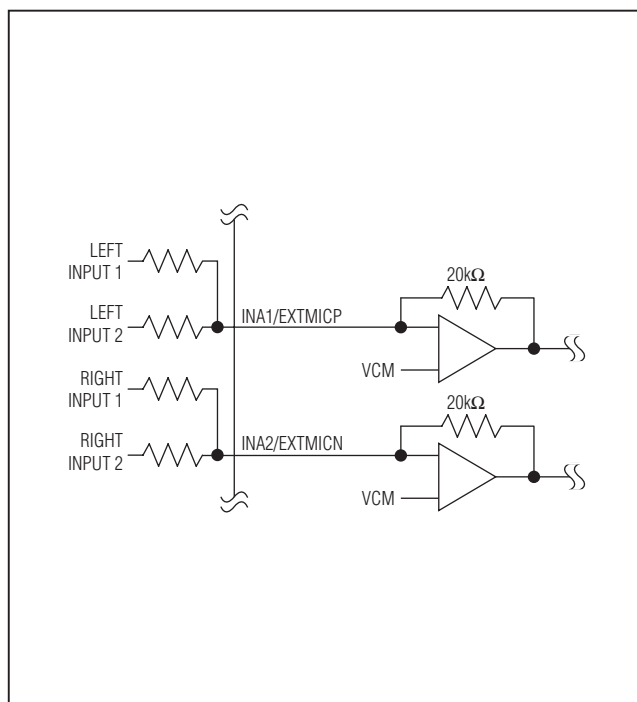 LEFT
INPUT 1
LEFT
INPUT 2
INA1/EXTMICP
20kΩ
VCM
RIGHT
INPUT 1
RIGHT
INPUT 2
INA2/EXTMICN
20kΩ
VCM